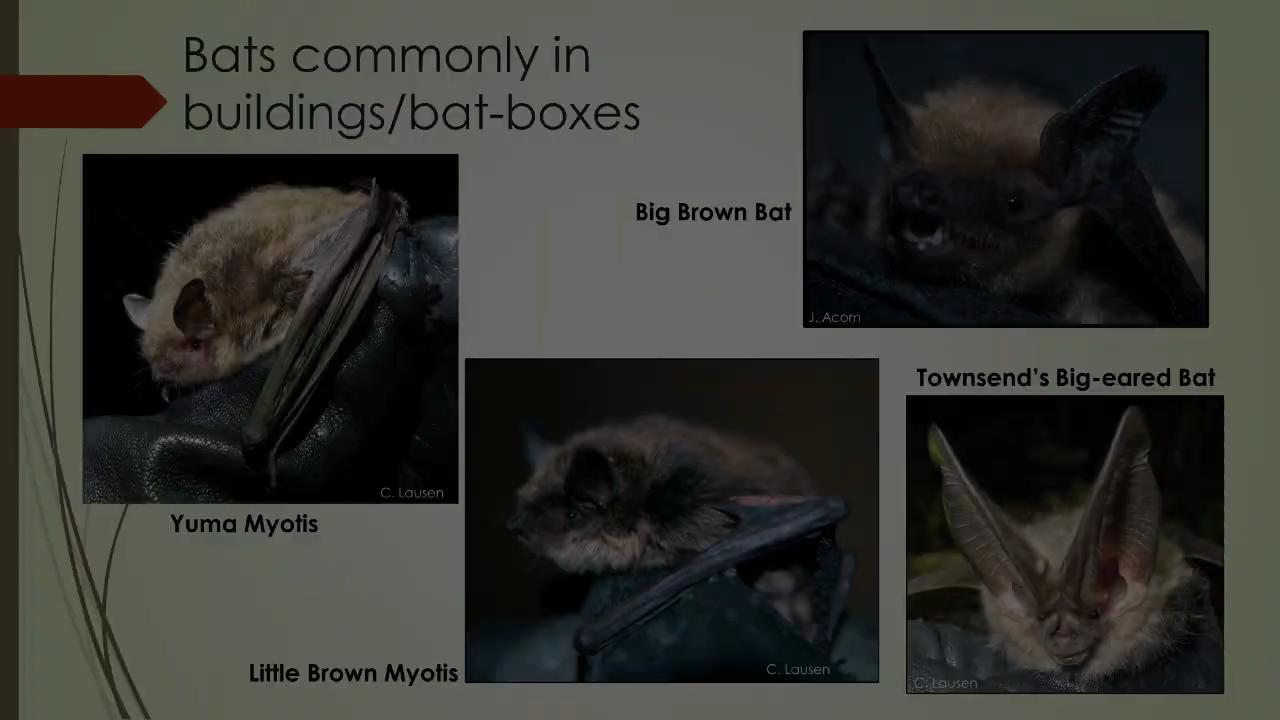 Bats commonly in
buildings/bat-boxes
Big Brown Bat
J. Acorn
C. Lausen
Yuma Myotis
Townsend's Big-eared Bat
Little Brown Myotis
C. Lausen
C. Lausen